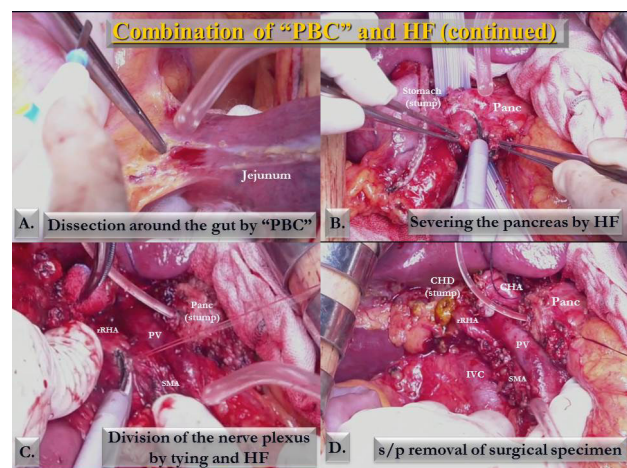 Combination of “PBC” and HF (continued)
Jejunum
A.
Dissection around the gut by “PBC”
Stomach
(stump)
Panc
B.
Severing the pancreas by HF
Panc
(stump)
rRHA
PV
SMA
C.
Division of the nerve plexus
by tying and HF
CHD
(stump)
CHA
Panc
rRHA
PV
IVC
SMA
D.
s/p removal of surgical specimen